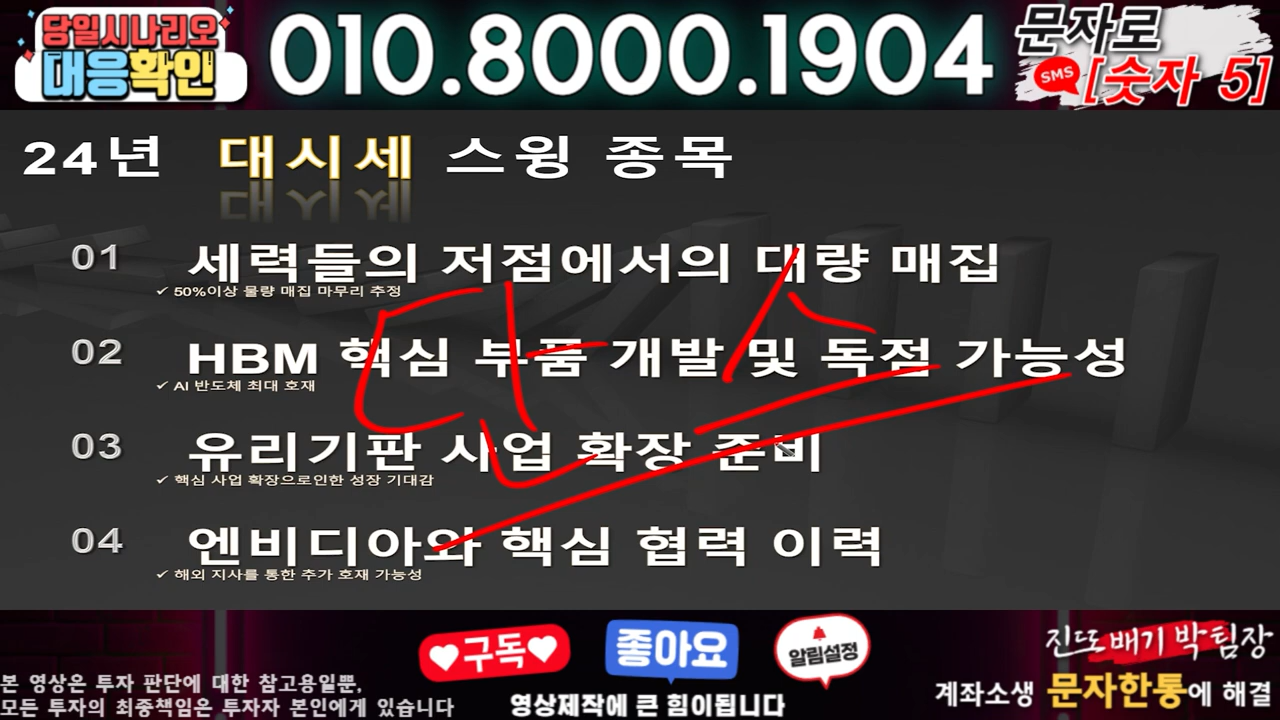 당일시나리오
대응확인
010.8000.1904
문자로
SMS [숫자 5]
24년 대시세 스윙 종목
01 세력들의 저점에서의 대량 매집
✓ 50%이상 물량 매집 마무리 추정
02 HBM 핵심 부품 개발 및 독점 가능성
✓ AI 반도체 최대 호재
03 유리기판 사업 확장 준비
✓ 핵심 사업 확장으로인한 성장 기대감
04 엔비디아와 핵심 협력 이력
✓ 해외 지사를 통한 추가 호재 가능성
단 스
구독
좋아요
알림설정
영상제작에 큰 힘이됩니다
본 영상은 투자 판단에 대한 참고용일뿐,
모든 투자의 최종책임은 투자자 본인에게 있습니다
진또배기 박팀장
계좌소생 문자한통에 해결